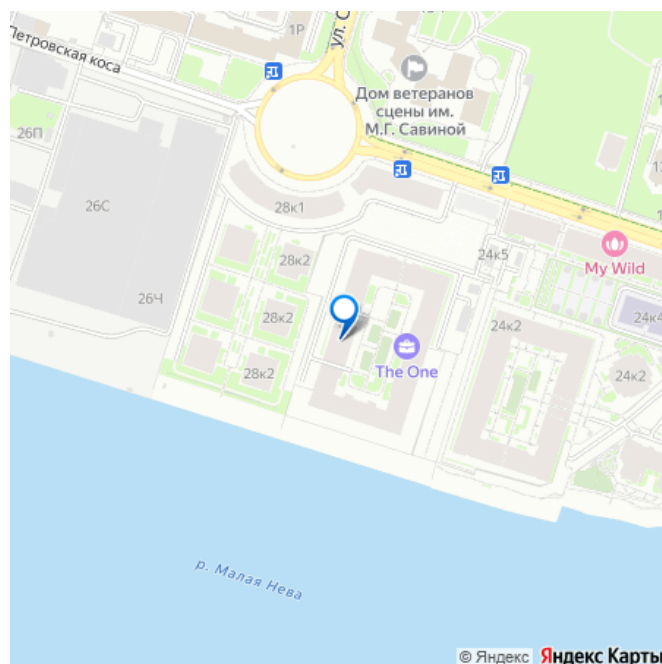 1Р
ул. С
Петровская коса
Дом ветеранов
сцены им.
М.Г. Савиной
26П
26С
28к1
28к2
24к5
My Wild
26Ч
28к2
24к2
24к4
The One
28к2
24к2
р. Малая Нева
© Яндекс Яндекс Карты